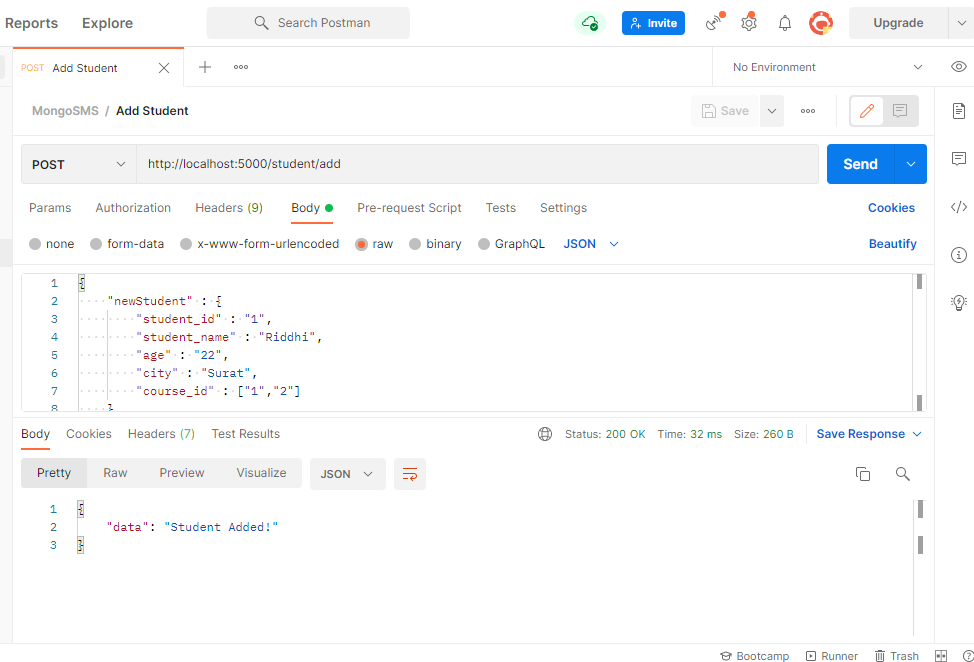 Reports Explore Search Postman Invite Upgrade
POST Add Student No Environment
MongoSMS / Add Student Save
POST http://localhost:5000/student/add Send
Params Authorization Headers (9) Body Pre-request Script Tests Settings Cookies
none form-data x-www-form-urlencoded raw binary GraphQL JSON Beautify
1 {
2 "newStudent" : {
3 "student_id" : "1",
4 "student_name" : "Riddhi",
5 "age" : "22",
6 "city" : "Surat",
7 "course_id" : ["1","2"]
8 }
Body Cookies Headers (7) Test Results Status: 200 OK Time: 32 ms Size: 260 B Save Response
Pretty Raw Preview Visualize JSON
1 {
2 "data": "Student Added!"
3 }
Bootcamp Runner Trash